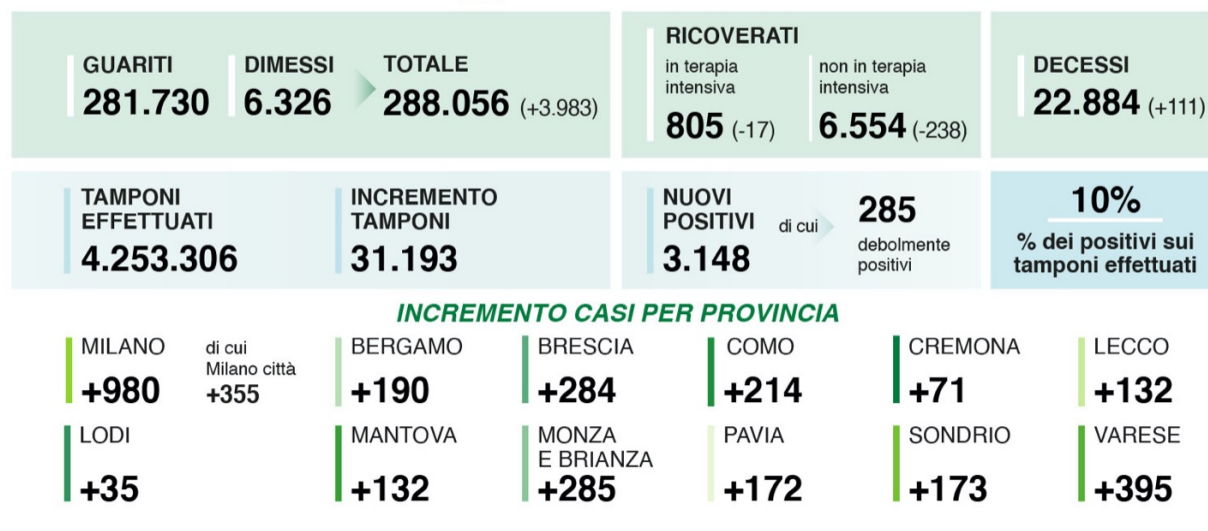 GUARITI
281.730
DIMESSI
6.326
TOTALE
288.056 (+3.983)
RICOVERATI
in terapia
intensiva
805 (-17)
non in terapia
intensiva
6.554 (-238)
DECESSI
22.884 (+111)
TAMPONI
EFFETTUATI
4.253.306
INCREMENTO
TAMPONI
31.193
NUOVI
POSITIVI
3.148
di cui
285
debolmente
positivi
10%
% dei positivi sui
tamponi effettuati
INCREMENTO CASI PER PROVINCIA
MILANO
+980
di cui
Milano città
+355
BERGAMO
+190
BRESCIA
+284
COMO
+214
CREMONA
+71
LECCO
+132
LODI
+35
MANTOVA
+132
MONZA
E BRIANZA
+285
PAVIA
+172
SONDRIO
+173
VARESE
+395